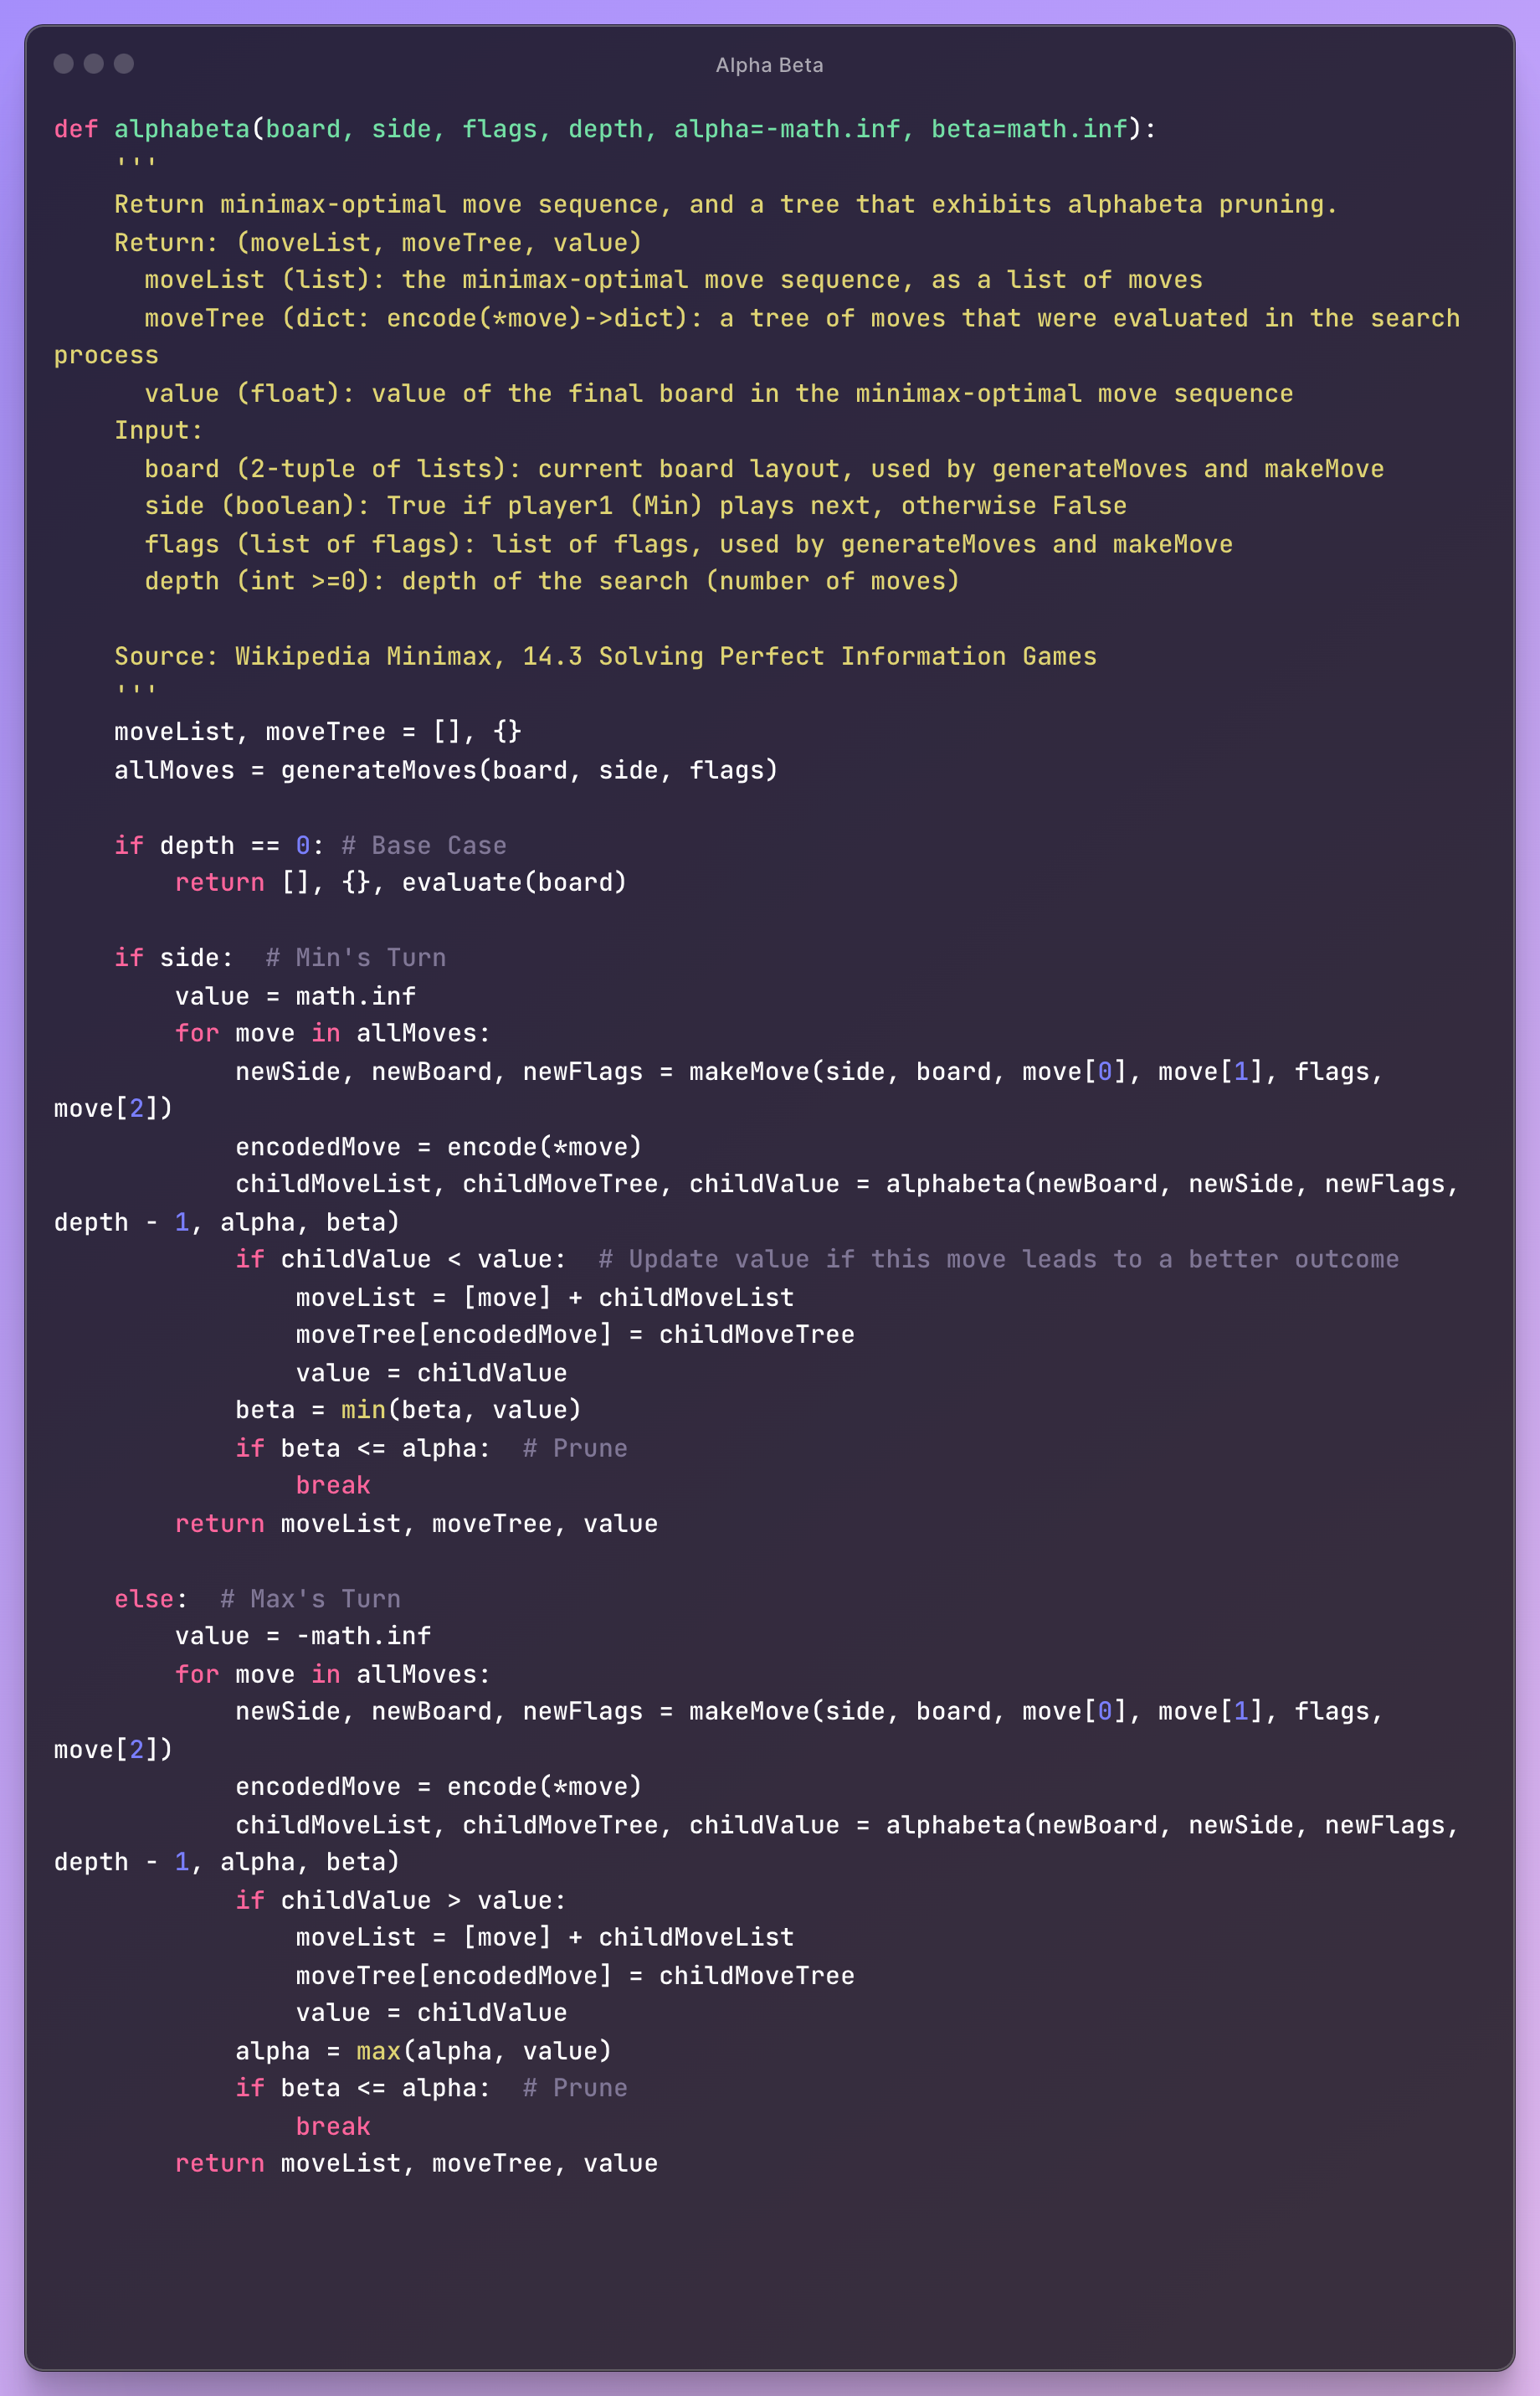 Alpha Beta
def alphabeta(board, side, flags, depth, alpha=-math.inf, beta=math.inf):
    '''
    Return minimax-optimal move sequence, and a tree that exhibits alphabeta pruning.
    Return: (moveList, moveTree, value)
      moveList (list): the minimax-optimal move sequence, as a list of moves
      moveTree (dict: encode(*move)->dict): a tree of moves that were evaluated in the search
process
      value (float): value of the final board in the minimax-optimal move sequence
    Input:
      board (2-tuple of lists): current board layout, used by generateMoves and makeMove
      side (boolean): True if player1 (Min) plays next, otherwise False
      flags (list of flags): list of flags, used by generateMoves and makeMove
      depth (int >=0): depth of the search (number of moves)

    Source: Wikipedia Minimax, 14.3 Solving Perfect Information Games
    '''
    moveList, moveTree = [], {}
    allMoves = generateMoves(board, side, flags)

    if depth == 0: # Base Case
        return [], {}, evaluate(board)

    if side:  # Min's Turn
        value = math.inf
        for move in allMoves:
            newSide, newBoard, newFlags = makeMove(side, board, move[0], move[1], flags,
move[2])
            encodedMove = encode(*move)
            childMoveList, childMoveTree, childValue = alphabeta(newBoard, newSide, newFlags,
depth - 1, alpha, beta)
            if childValue < value:  # Update value if this move leads to a better outcome
                moveList = [move] + childMoveList
                moveTree[encodedMove] = childMoveTree
                value = childValue
            beta = min(beta, value)
            if beta <= alpha:  # Prune
                break
        return moveList, moveTree, value

    else:  # Max's Turn
        value = -math.inf
        for move in allMoves:
            newSide, newBoard, newFlags = makeMove(side, board, move[0], move[1], flags,
move[2])
            encodedMove = encode(*move)
            childMoveList, childMoveTree, childValue = alphabeta(newBoard, newSide, newFlags,
depth - 1, alpha, beta)
            if childValue > value:
                moveList = [move] + childMoveList
                moveTree[encodedMove] = childMoveTree
                value = childValue
            alpha = max(alpha, value)
            if beta <= alpha:  # Prune
                break
        return moveList, moveTree, value